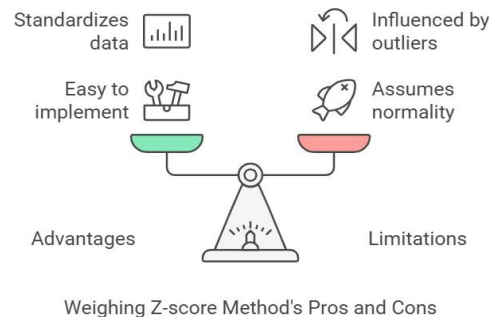 Standardizes
data
Influenced by
outliers
Easy to
implement
Assumes
normality
Advantages
Limitations
Weighing Z-score Method's Pros and Cons